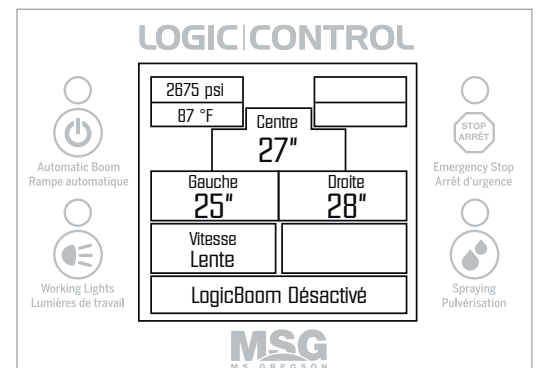 LOGIC|CONTROL
2675 psi
87 °F
Centre
27"
Gauche
25"
Droite
28"
Vitesse
Lente
LogicBoom Désactivé
Automatic Boom
Rampe automatique
Working Lights
Lumières de travail
STOP
ARRÊT
Emergency Stop
Arrêt d'urgence
Spraying
Pulvérisation
MSG
MS GREGSON